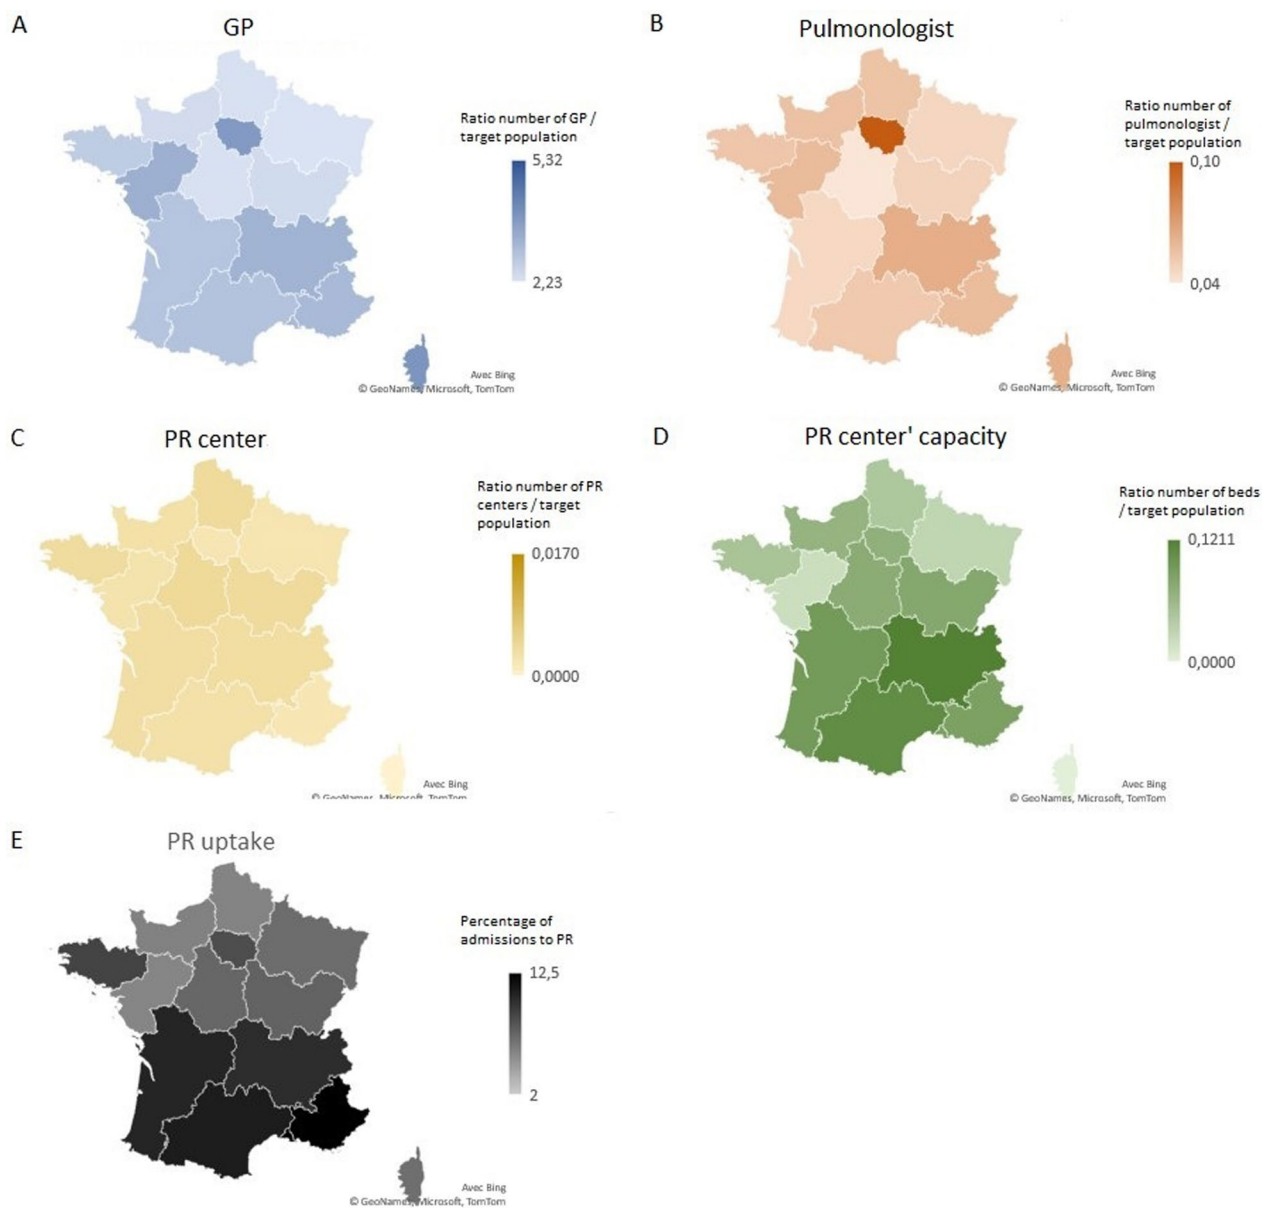 A
GP
Ratio number of GP /
target population
5,32
2,23
Avec Bing
© GeoNames, Microsoft, TomTom
B
Pulmonologist
Ratio number of
pulmonologist /
target population
0,10
0,04
Avec Bing
© GeoNames, Microsoft, TomTom
C
PR center
Ratio number of PR
centers / target
population
0,0170
0,0000
Avec Bing
© GeoNames, Microsoft, TomTom
D
PR center' capacity
Ratio number of beds
/ target population
0,1211
0,0000
Avec Bing
© GeoNames, Microsoft, TomTom
E
PR uptake
Percentage of
admissions to PR
12,5
2
Avec Bing
© GeoNames, Microsoft, TomTom